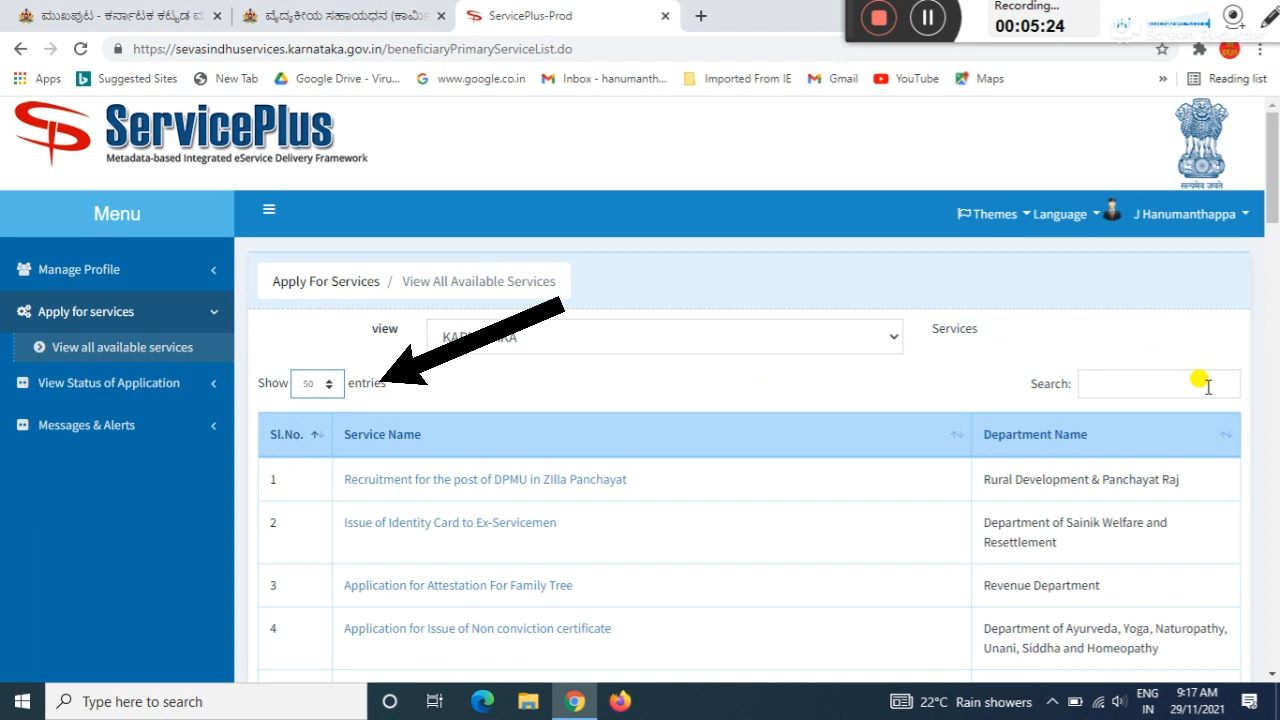 ಮುಖಪುಟ - ಕರ್ನಾಟಕ ಕಟ್ಟಡ ಮ
ವೈದ್ಯಕೀಯ ಸಹಾಯಧನ (ಕಾರ್ಮಿ
ServicePlus-Prod
Recording...
00:05:24
Screen Recorder
https://sevasindhuservices.karnataka.gov.in/beneficiaryPrimaryServiceList.do
Apps Suggested Sites New Tab Google Drive - Viru... www.google.co.in Inbox - hanumanth... Imported From IE Gmail YouTube Maps » Reading list
ServicePlus
Metadata-based Integrated eService Delivery Framework
सत्यमेव जयते
Menu
Themes Language J Hanumanthappa
Manage Profile
Apply for services
View all available services
View Status of Application
Messages & Alerts
Apply For Services / View All Available Services
view Services
Show 50 entries Search:
Sl.No. Service Name Department Name
1 Recruitment for the post of DPMU in ZIlla Panchayat Rural Development & Panchayat Raj
2 Issue of Identity Card to Ex-Servicemen Department of Sainik Welfare and
Resettlement
3 Application for Attestation For Family Tree Revenue Department
4 Application for Issue of Non conviction certificate Department of Ayurveda, Yoga, Naturopathy,
Unani, Siddha and Homeopathy
Type here to search
22°C Rain showers
ENG
IN
9:17 AM
29/11/2021